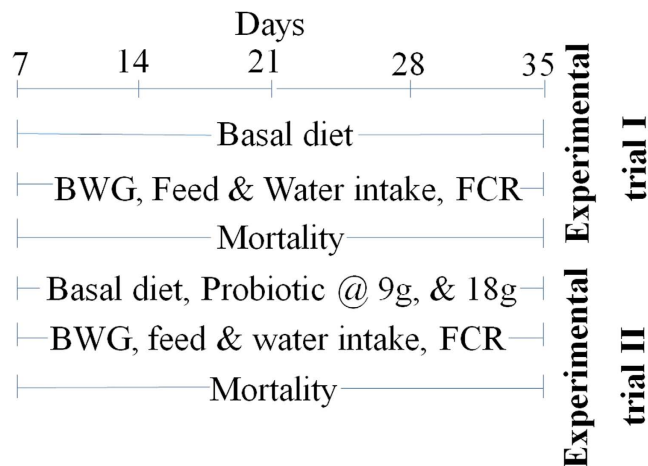 Days
7 14 21 28 35
Basal diet
BWG, Feed & Water intake, FCR
Mortality
Experimental
trial I
Basal diet, Probiotic @ 9g, & 18g
BWG, feed & water intake, FCR
Mortality
Experimental
trial II